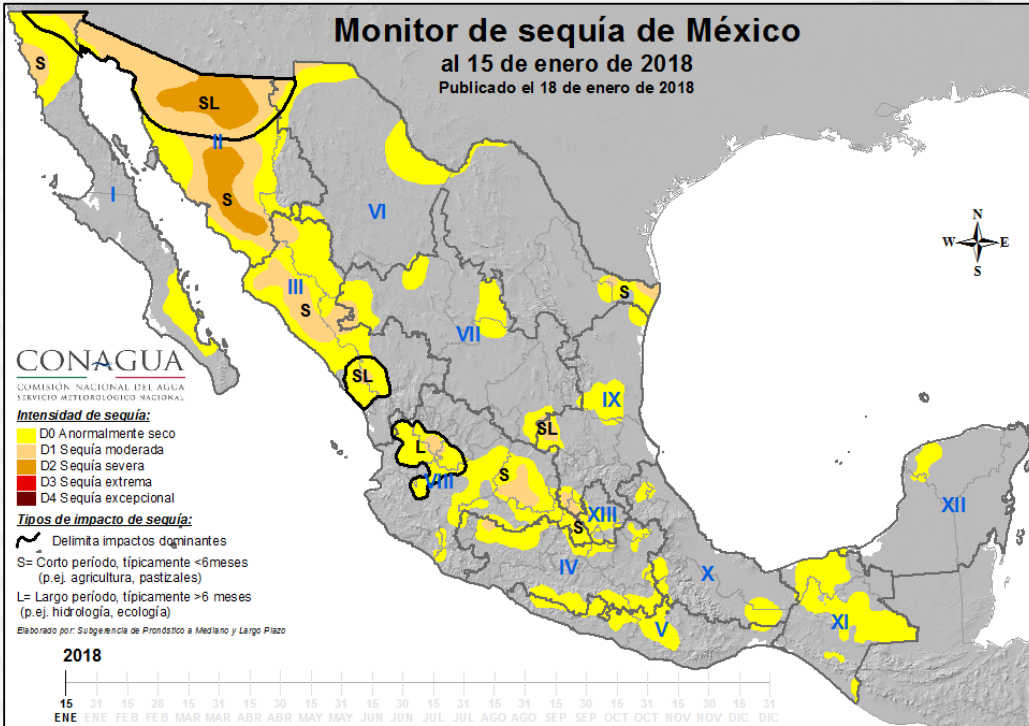 Monitor de sequía de México
al 15 de enero de 2018
Publicado el 18 de enero de 2018
S
SL
II
S
I
VI
III
S
SL
VII
S
IX
SL
L
VIII
S
S
XIII
IV
X
V
XI
XII
N
W E
S
CONAGUA
COMISIÓN NACIONAL DEL AGUA
SERVICIO METEOROLÓGICO NACIONAL
Intensidad de sequía:
D0 Anormalmente seco
D1 Sequía moderada
D2 Sequía severa
D3 Sequía extrema
D4 Sequía excepcional
Tipos de impacto de sequía:
Delimita impactos dominantes
S= Corto período, típicamente <6meses
(p.ej. agricultura, pastizales)
L= Largo período, típicamente >6 meses
(p.ej. hidrología, ecología)
Elaborado por: Subgerencia de Pronóstico a Mediano y Largo Plazo
2018
15 31 15 28 15 31 15 30 15 31 15 30 15 31 15 31 15 30 15 31 15 30 15 31
ENE ENE FEB FEB MAR MAR ABR ABR MAY MAY JUN JUN JUL JUL AGO AGO SEP SEP OCT OCT NOV NOV DIC DIC